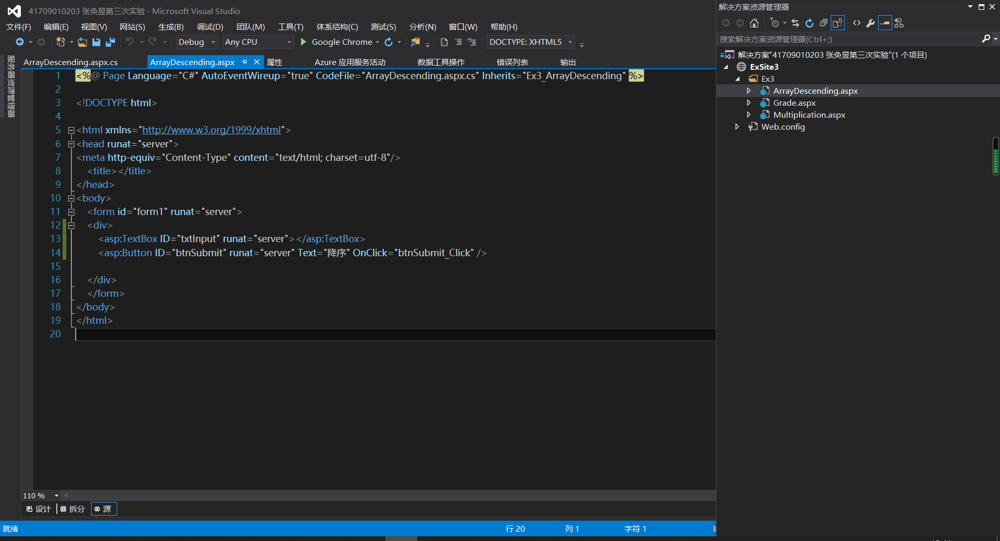 41709010203 张奂昱第三次实验 - Microsoft Visual Studio
文件(F) 编辑(E) 视图(V) 网站(S) 生成(B) 调试(D) 团队(M) 工具(T) 体系结构(C) 测试(S) 分析(N) 窗口(W) 帮助(H)
Debug Any CPU Google Chrome DOCTYPE: XHTML5
服务器资源管理器
ArrayDescending.aspx.cs ArrayDescending.aspx 属性 Azure 应用服务活动 数据工具操作 错误列表 输出
1 <%@ Page Language="C#" AutoEventWireup="true" CodeFile="ArrayDescending.aspx.cs" Inherits="Ex3_ArrayDescending" %>
2
3 <!DOCTYPE html>
4
5 <html xmlns="http://www.w3.org/1999/xhtml">
6 <head runat="server">
7 <meta http-equiv="Content-Type" content="text/html; charset=utf-8"/>
8 <title></title>
9 </head>
10 <body>
11 <form id="form1" runat="server">
12 <div>
13 <asp:TextBox ID="txtInput" runat="server"></asp:TextBox>
14 <asp:Button ID="btnSubmit" runat="server" Text="降序" OnClick="btnSubmit_Click" />
15
16 </div>
17 </form>
18 </body>
19 </html>
20
110 %
设计 拆分 源
就绪 行 20 列 1 字符 1
解决方案资源管理器
搜索解决方案资源管理器(Ctrl+;)
解决方案"41709010203 张奂昱第三次实验"(1 个项目)
ExSite3
Ex3
ArrayDescending.aspx
Grade.aspx
Multiplication.aspx
Web.config